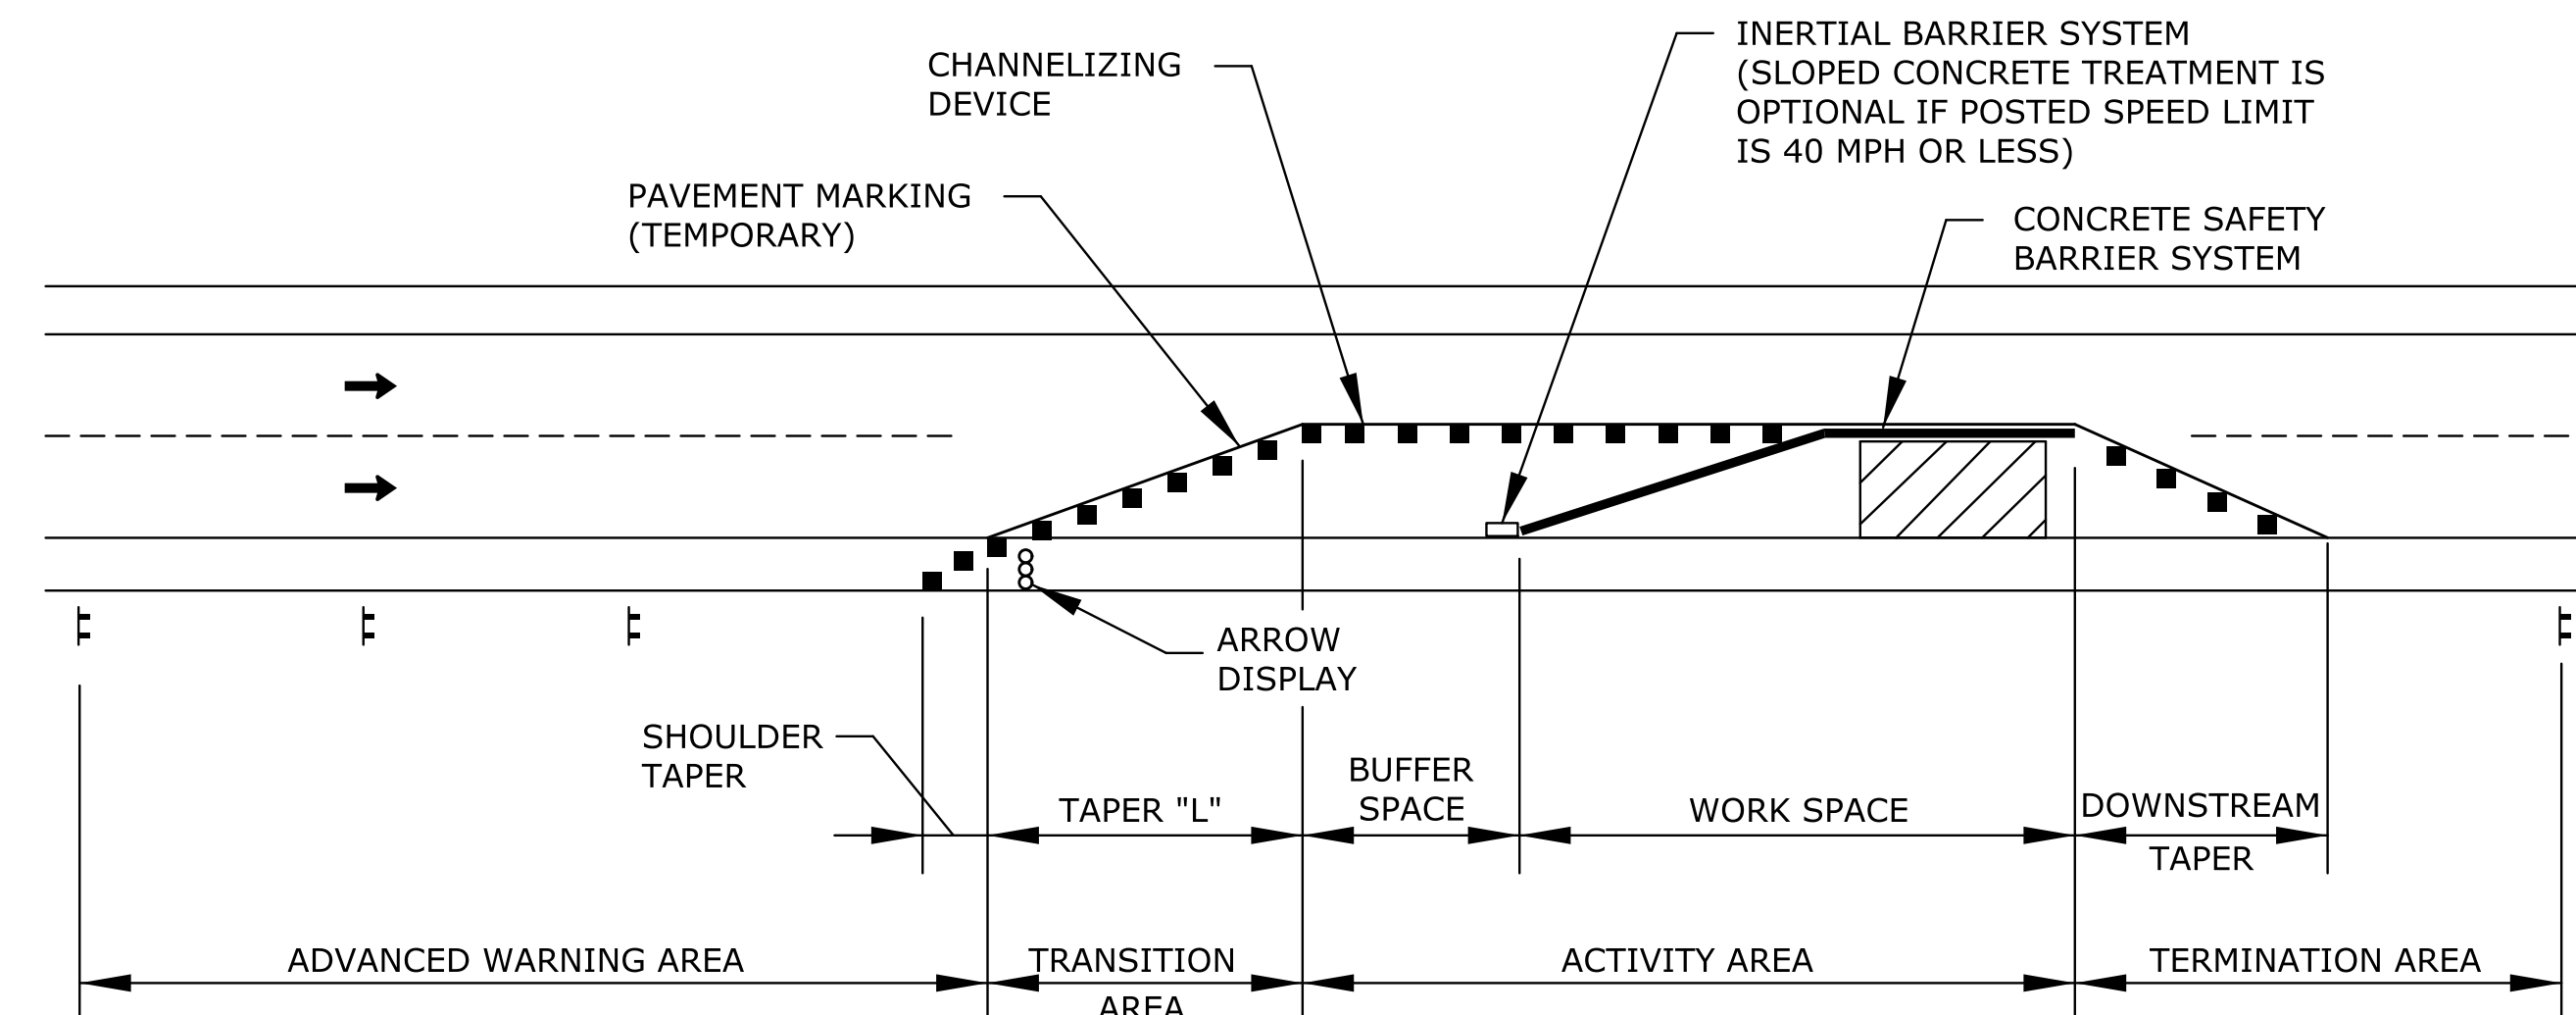 INERTIAL BARRIER SYSTEM
(SLOPED CONCRETE TREATMENT IS
OPTIONAL IF POSTED SPEED LIMIT
IS 40 MPH OR LESS)
CHANNELIZING
DEVICE
PAVEMENT MARKING
(TEMPORARY)
CONCRETE SAFETY
BARRIER SYSTEM
ARROW
DISPLAY
SHOULDER
TAPER
TAPER "L"
BUFFER
SPACE
WORK SPACE
DOWNSTREAM
TAPER
ADVANCED WARNING AREA
TRANSITION
AREA
ACTIVITY AREA
TERMINATION AREA